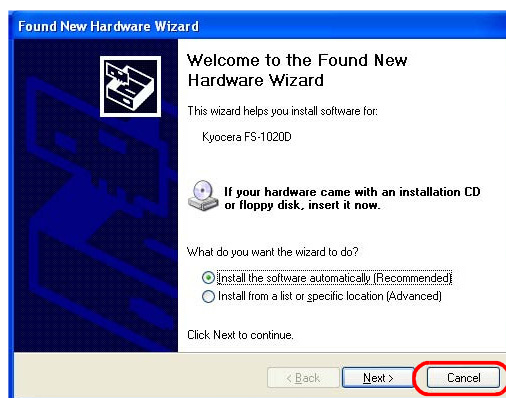 Found New Hardware Wizard
Welcome to the Found New
Hardware Wizard
This wizard helps you install software for:
Kyocera FS-1020D
If your hardware came with an installation CD
or floppy disk, insert it now.
What do you want the wizard to do?
Install the software automatically (Recommended)
Install from a list or specific location (Advanced)
Click Next to continue.
< Back
Next >
Cancel